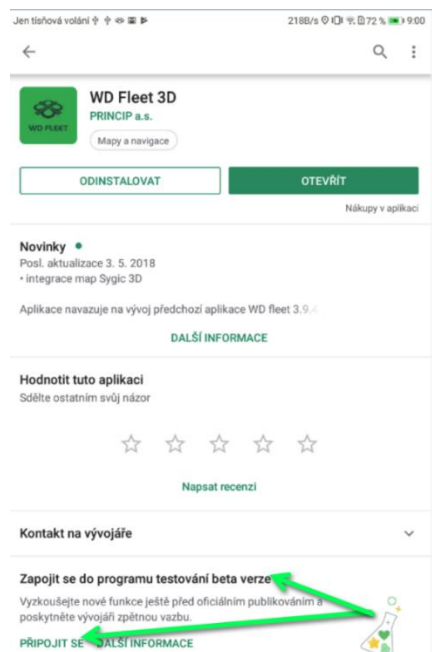 Jen tísňová volání 218B/s 72 % 9:00
WD Fleet 3D
PRINCIP a.s.
WD FLEET
Mapy a navigace
ODINSTALOVAT OTEVŘÍT
Nákupy v aplikaci
Novinky
Posl. aktualizace 3. 5. 2018
• integrace map Sygic 3D
Aplikace navazuje na vývoj předchozí aplikace WD fleet 3.9.
DALŠÍ INFORMACE
Hodnotit tuto aplikaci
Sdělte ostatním svůj názor
Napsat recenzi
Kontakt na vývojáře
Zapojit se do programu testování beta verze
Vyzkoušejte nové funkce ještě před oficiálním publikováním a
poskytněte vývojáři zpětnou vazbu.
PŘIPOJIT SE DALŠÍ INFORMACE